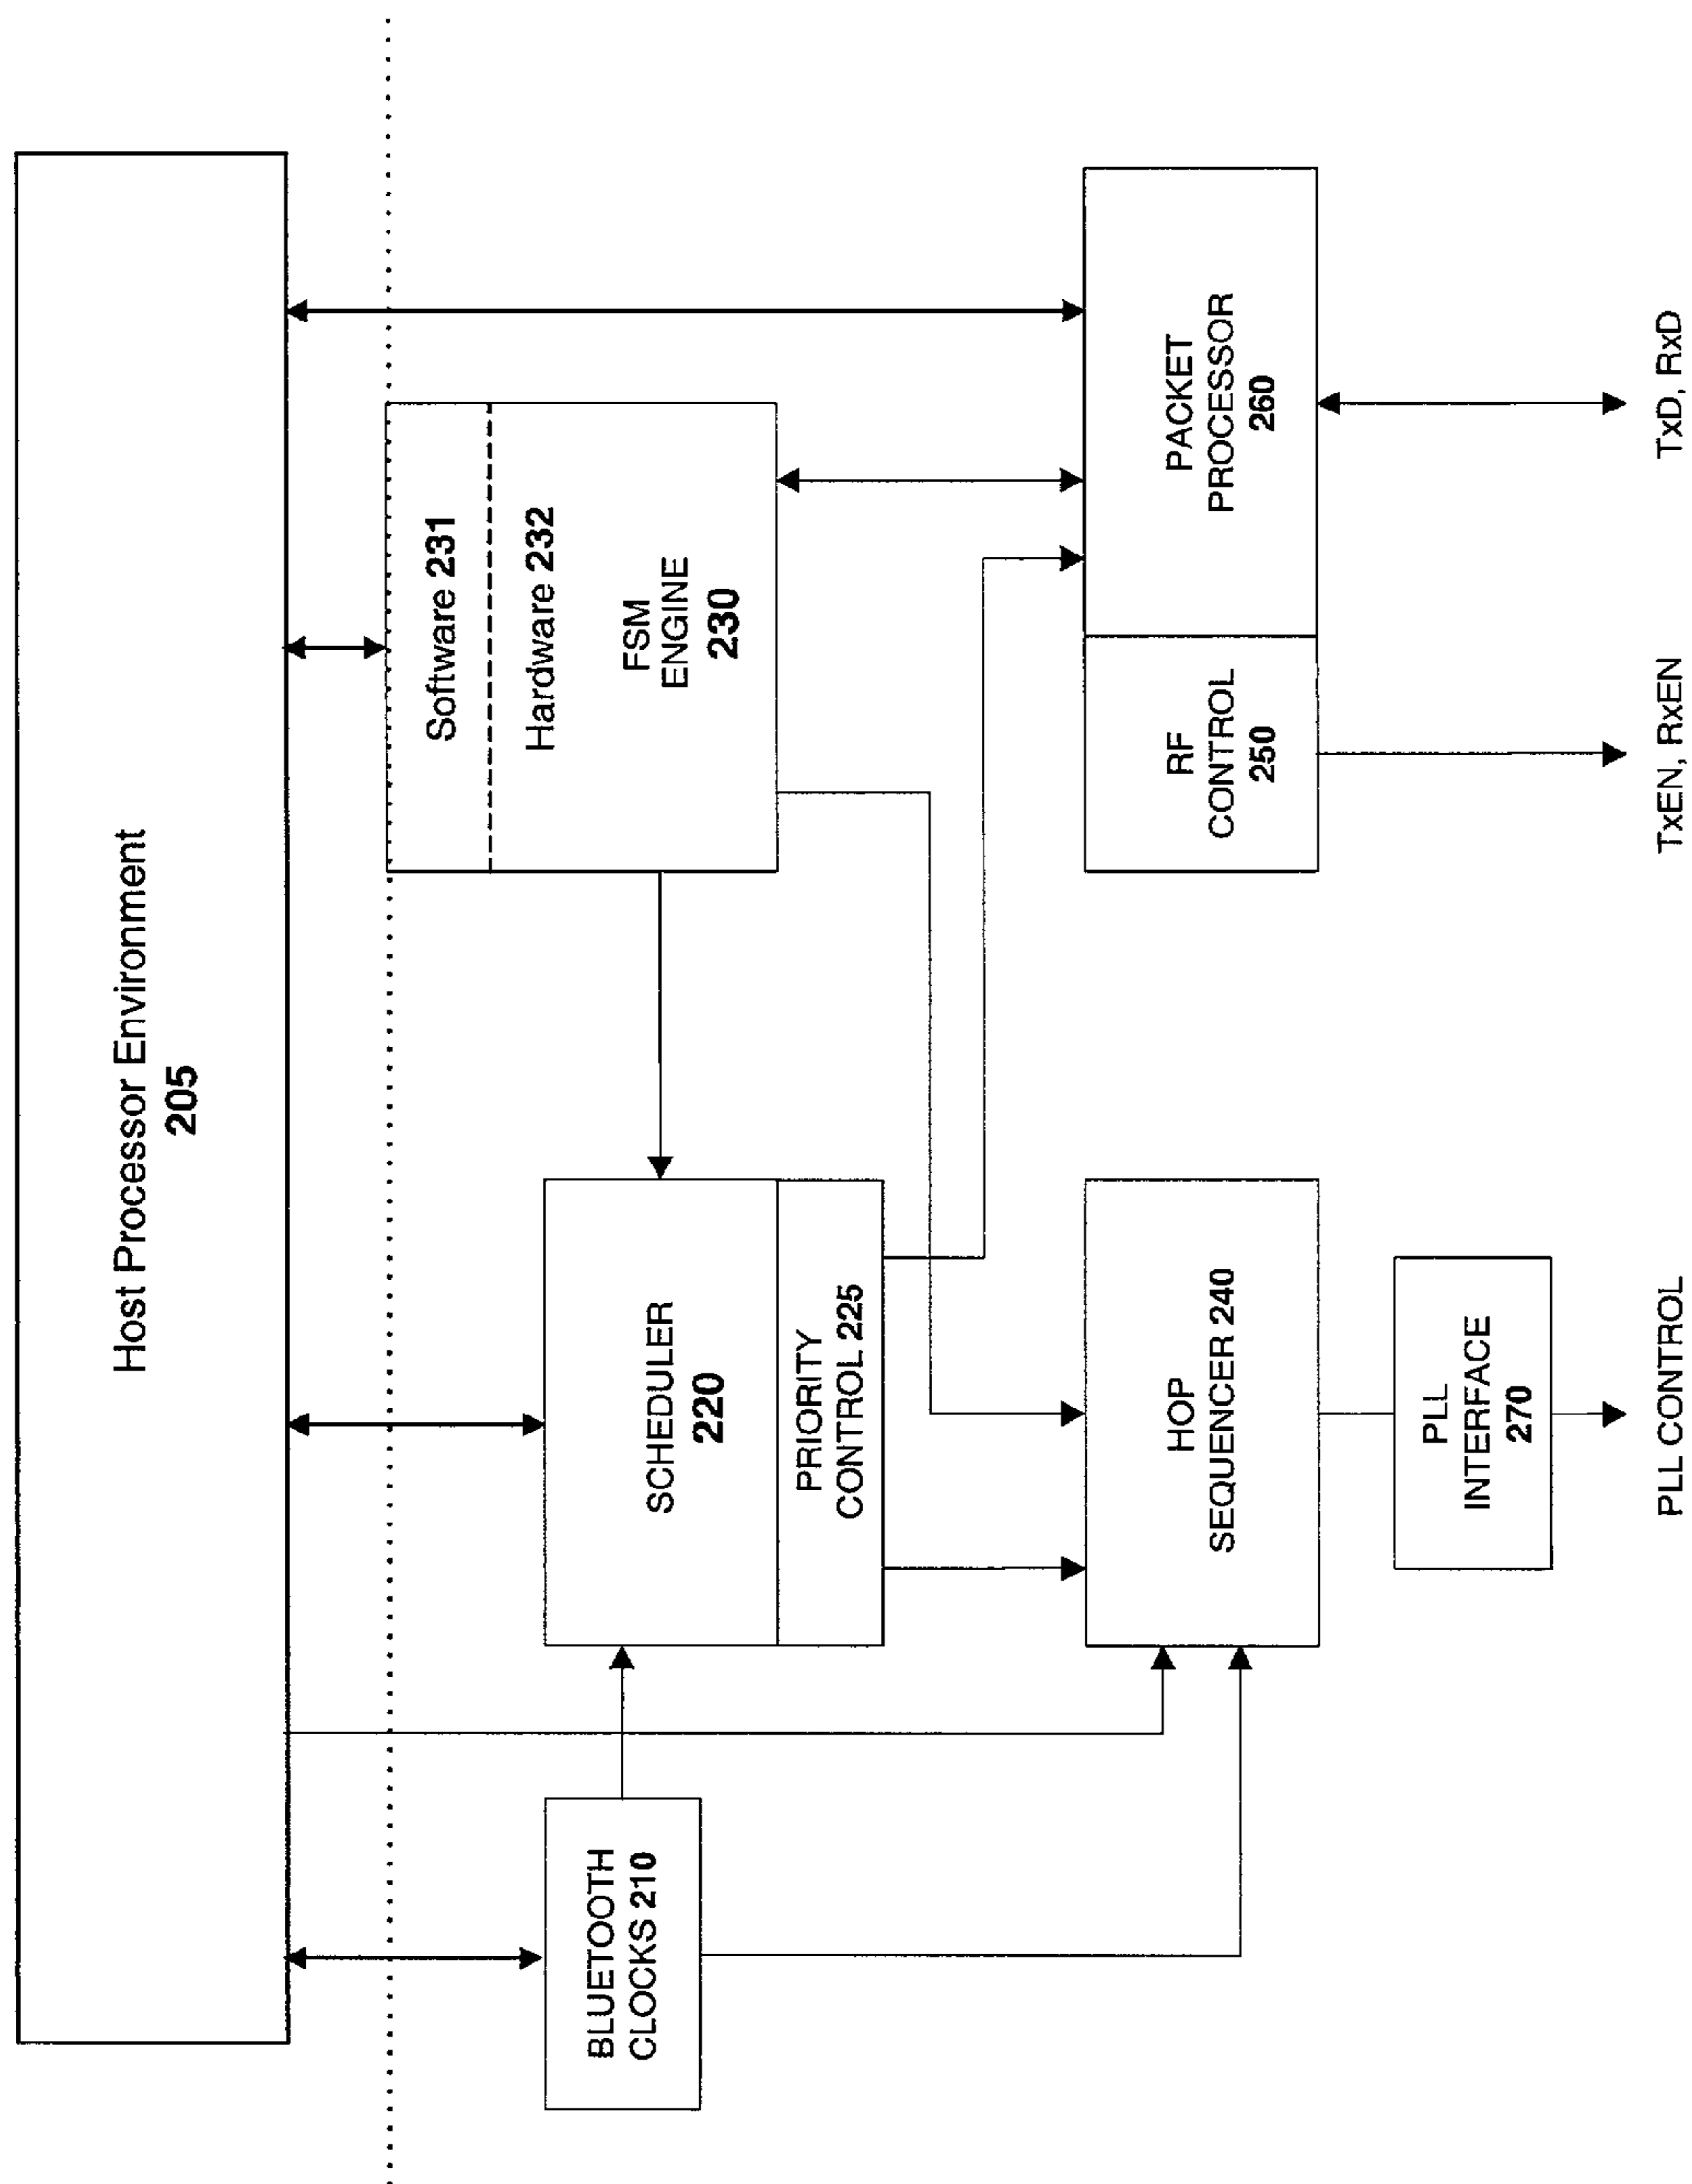 Host Processor Environment
205
BLUETOOTH
CLOCKS 210
SCHEDULER
220
PRIORITY
CONTROL 225
Software 231
Hardware 232
FSM
ENGINE
230
HOP
SEQUENCER 240
RF
CONTROL
250
PACKET
PROCESSOR
260
PLL
INTERFACE
270
PLL CONTROL
TxEN, RxEN
TxD, RxD